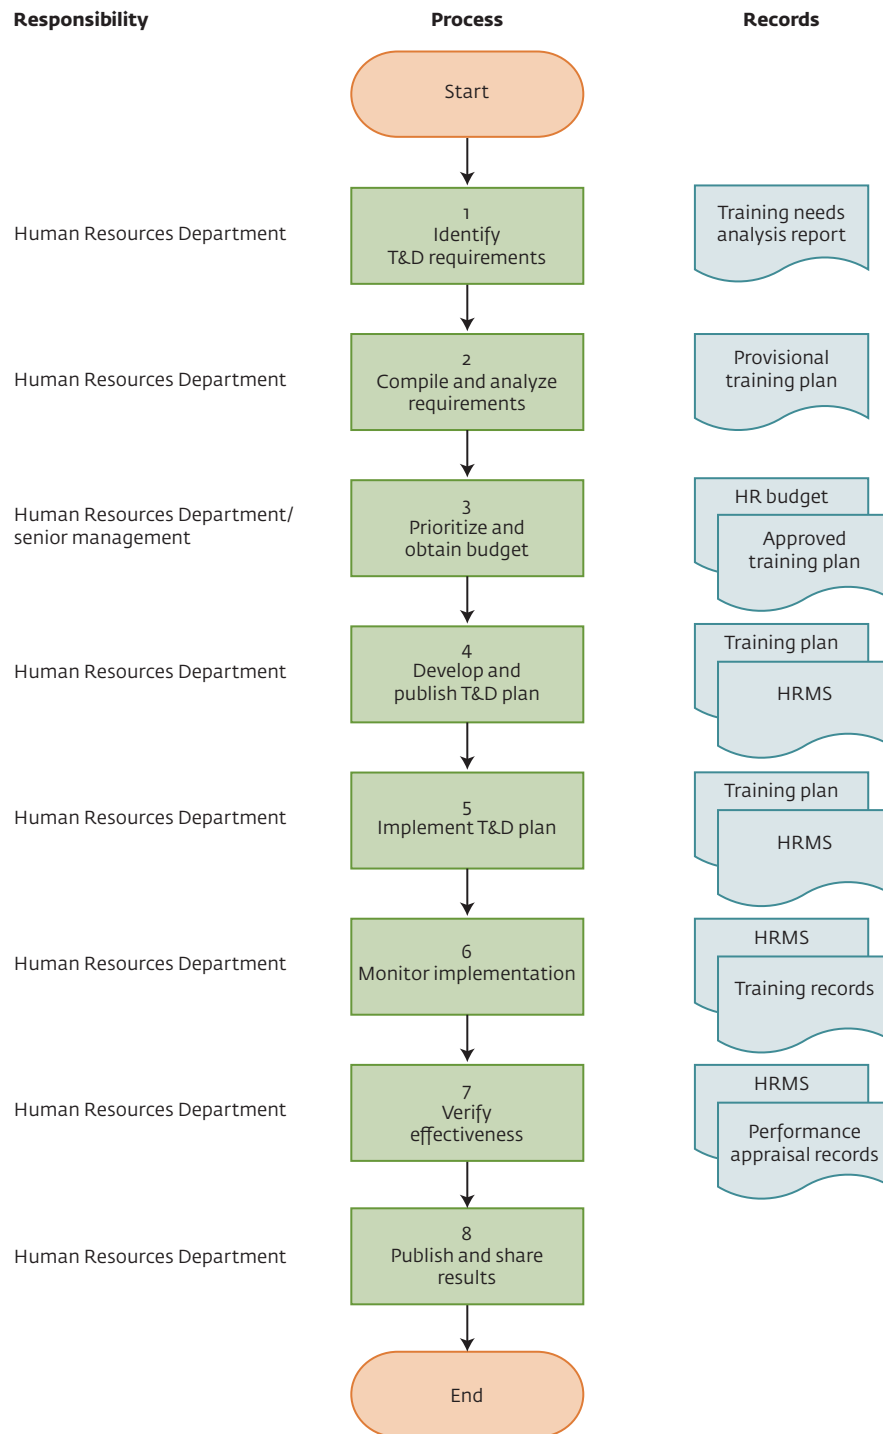 Responsibility
Process
Records
Start
Human Resources Department
1
Identify
T&D requirements
Training needs
analysis report
Human Resources Department
2
Compile and analyze
requirements
Provisional
training plan
Human Resources Department/
senior management
3
Prioritize and
obtain budget
HR budget
Approved
training plan
Human Resources Department
4
Develop and
publish T&D plan
Training plan
HRMS
Human Resources Department
5
Implement T&D plan
Training plan
HRMS
Human Resources Department
6
Monitor implementation
HRMS
Training records
Human Resources Department
7
Verify
effectiveness
HRMS
Performance
appraisal records
Human Resources Department
8
Publish and share
results
End